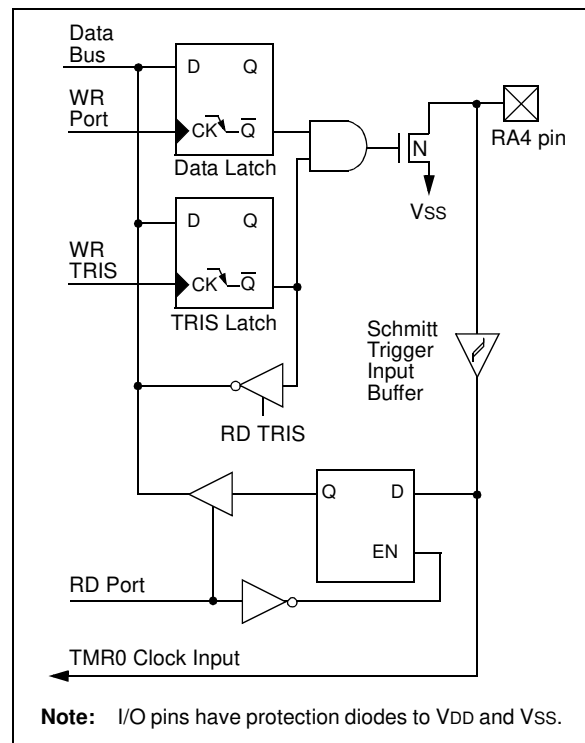 Data
Bus
D Q
WR
Port
CK Q̅
Data Latch
N
RA4 pin
VSS
D Q
WR
TRIS
CK Q̅
TRIS Latch
Schmitt
Trigger
Input
Buffer
RD TRIS
Q D
EN
RD Port
TMR0 Clock Input
Note: I/O pins have protection diodes to VDD and VSS.